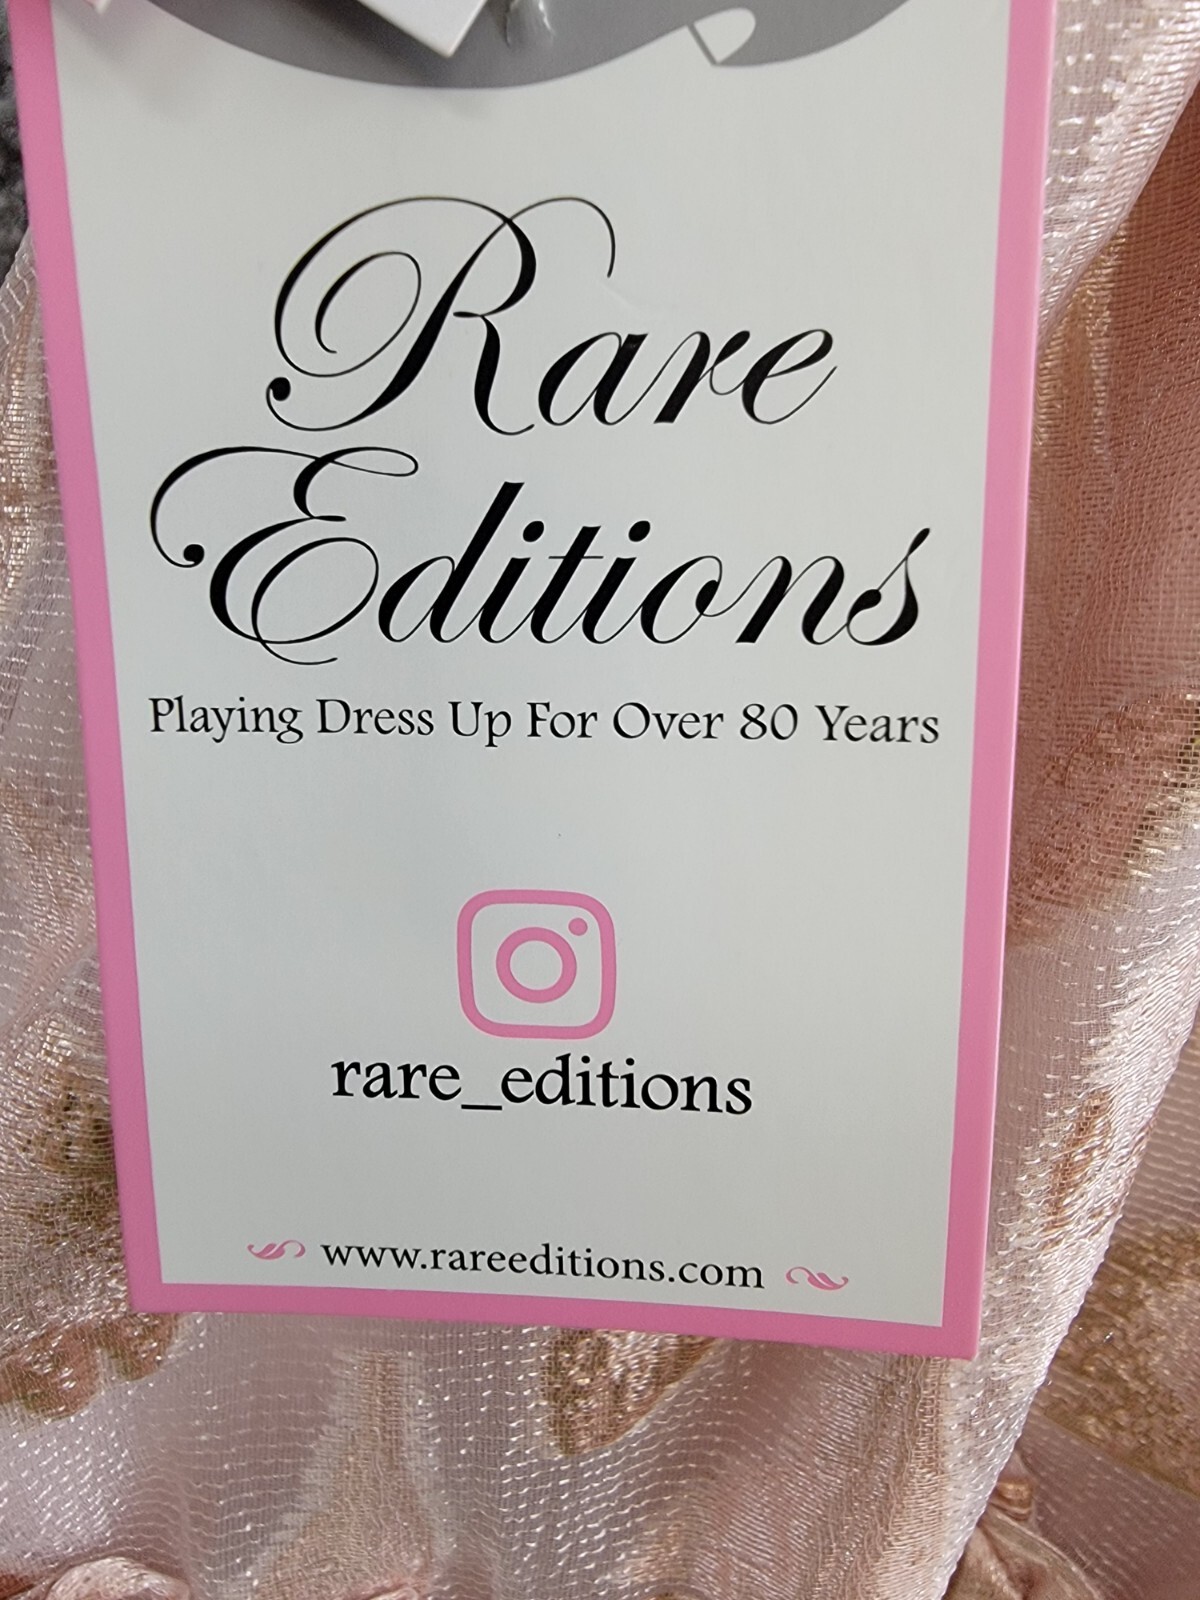 Rare
Editions
Playing Dress Up For Over 80 Years
rare_editions
www.rareeditions.com